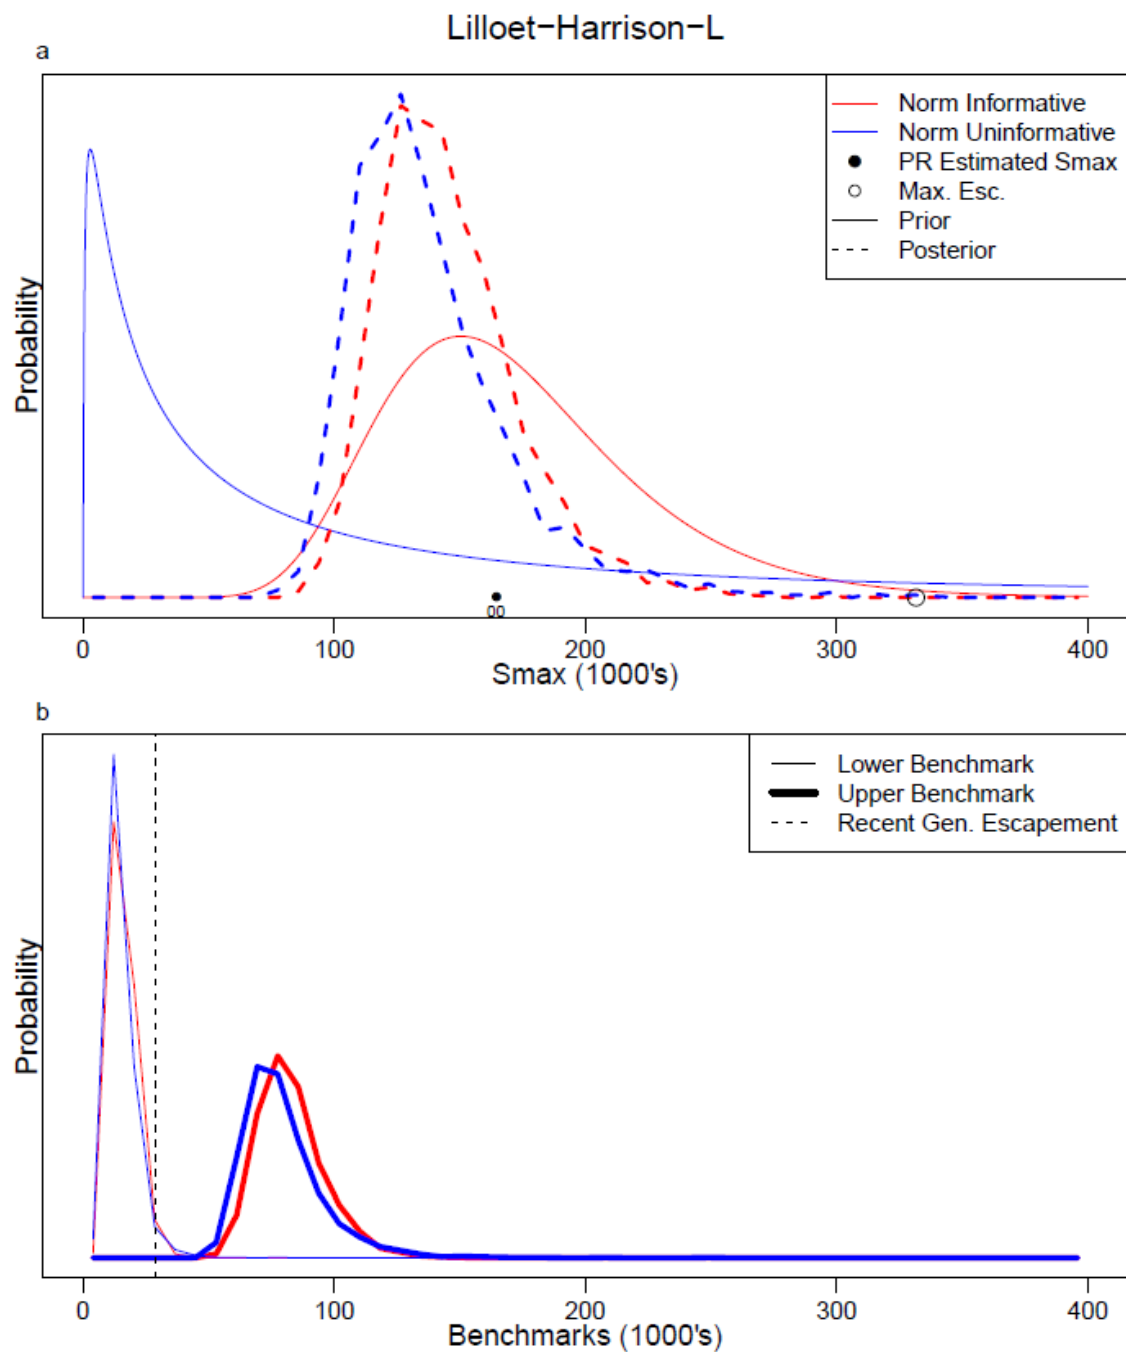 Lilloet−Harrison−L
a
Norm Informative
Norm Uninformative
PR Estimated Smax
Max. Esc.
Prior
Posterior
Probability
00
0 100 200 300 400
Smax (1000's)
b
Lower Benchmark
Upper Benchmark
Recent Gen. Escapement
Probability
0 100 200 300 400
Benchmarks (1000's)